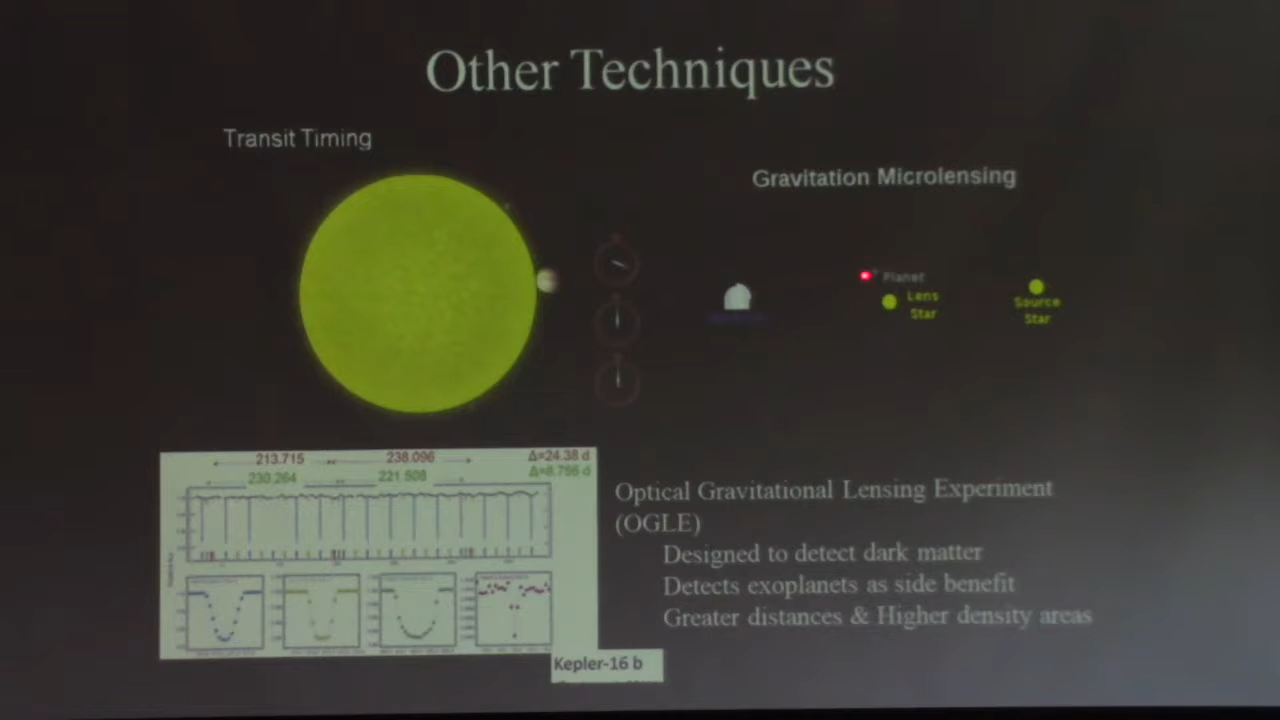 Other Techniques
Transit Timing
Gravitation Microlensing
Planet
Lens
Star
Source
Star
213.715
238.096
Δ=24.38 d
230.264
221.508
Optical Gravitational Lensing Experiment
(OGLE)
Designed to detect dark matter
Detects exoplanets as side benefit
Greater distances & Higher density areas
Kepler-16 b